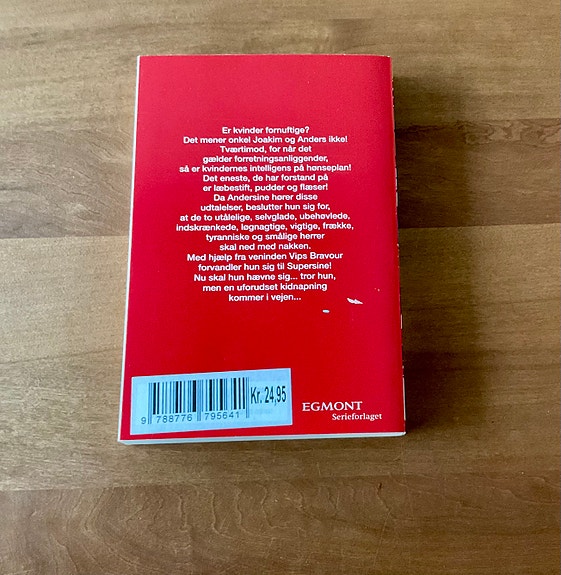 Er kvinder fornuftige?
Det mener onkel Joakim og Anders ikke!
Tværtimod, for når det
gælder forretningsanliggender,
så er kvindernes intelligens på hønseplan!
Det eneste, de har forstand på
er læbestift, pudder og flæser!
Da Andersine hører disse
udtalelser, beslutter hun sig for,
at de to utålelige, selvglade, ubehøvlede,
indskrænkede, løgnagtige, vigtige, frække,
tyranniske og smålige herrer
skal ned med nakken.
Med hjælp fra veninden Vips Bravour
forvandler hun sig til Supersine!
Nu skal hun hævne sig... tror hun,
men en uforudset kidnapning
kommer i vejen...
Kr. 24,95
9 788776 795641
EGMONT
Serieforlaget